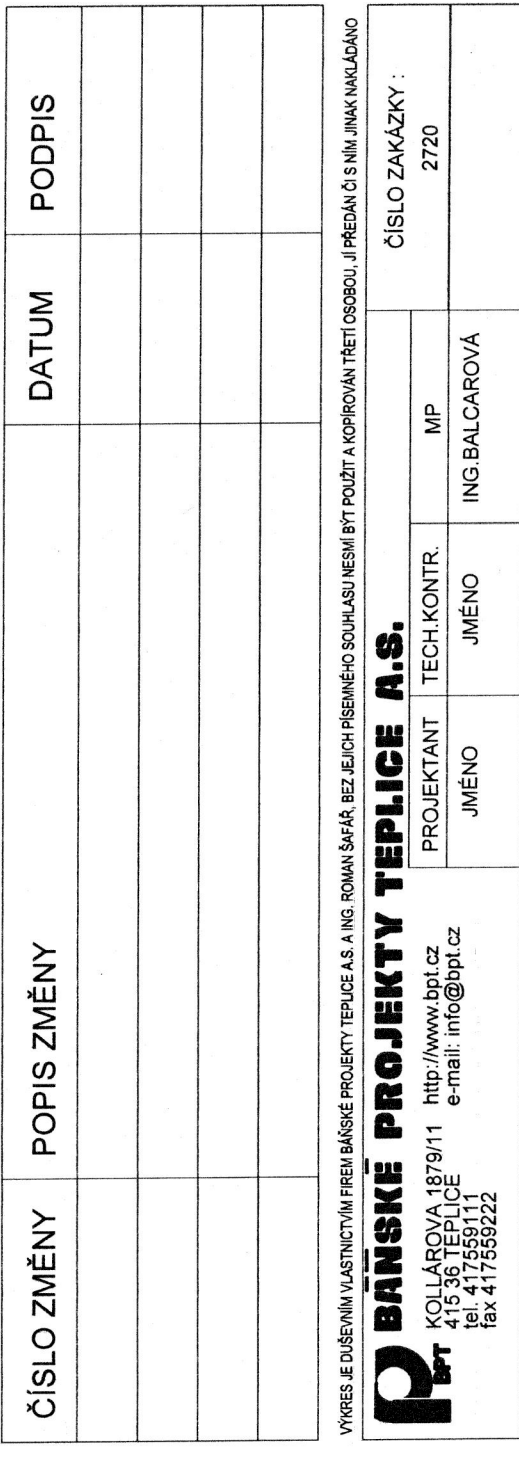 ČÍSLO ZMĚNY POPIS ZMĚNY DATUM PODPIS
VÝKRES JE DUŠEVNÍM VLASTNICTVÍM FIREM BÁŇSKÉ PROJEKTY TEPLICE A.S. A ING. ROMAN ŠAFÁŘ, BEZ JEJICH PÍSEMNÉHO SOUHLASU NESMÍ BÝT POUŽIT A KOPÍROVÁN TŘETÍ OSOBOU, JÍ PŘEDÁN ČI S NÍM JINAK NAKLÁDÁNO
BPT
BÁŇSKÉ PROJEKTY TEPLICE A.S.
KOLLÁROVA 1879/11 http://www.bpt.cz
415 36 TEPLICE e-mail: info@bpt.cz
tel. 417559111
fax 417559222
PROJEKTANT TECH.KONTR. MP
JMÉNO JMÉNO ING.BALCAROVÁ
ČÍSLO ZAKÁZKY :
2720